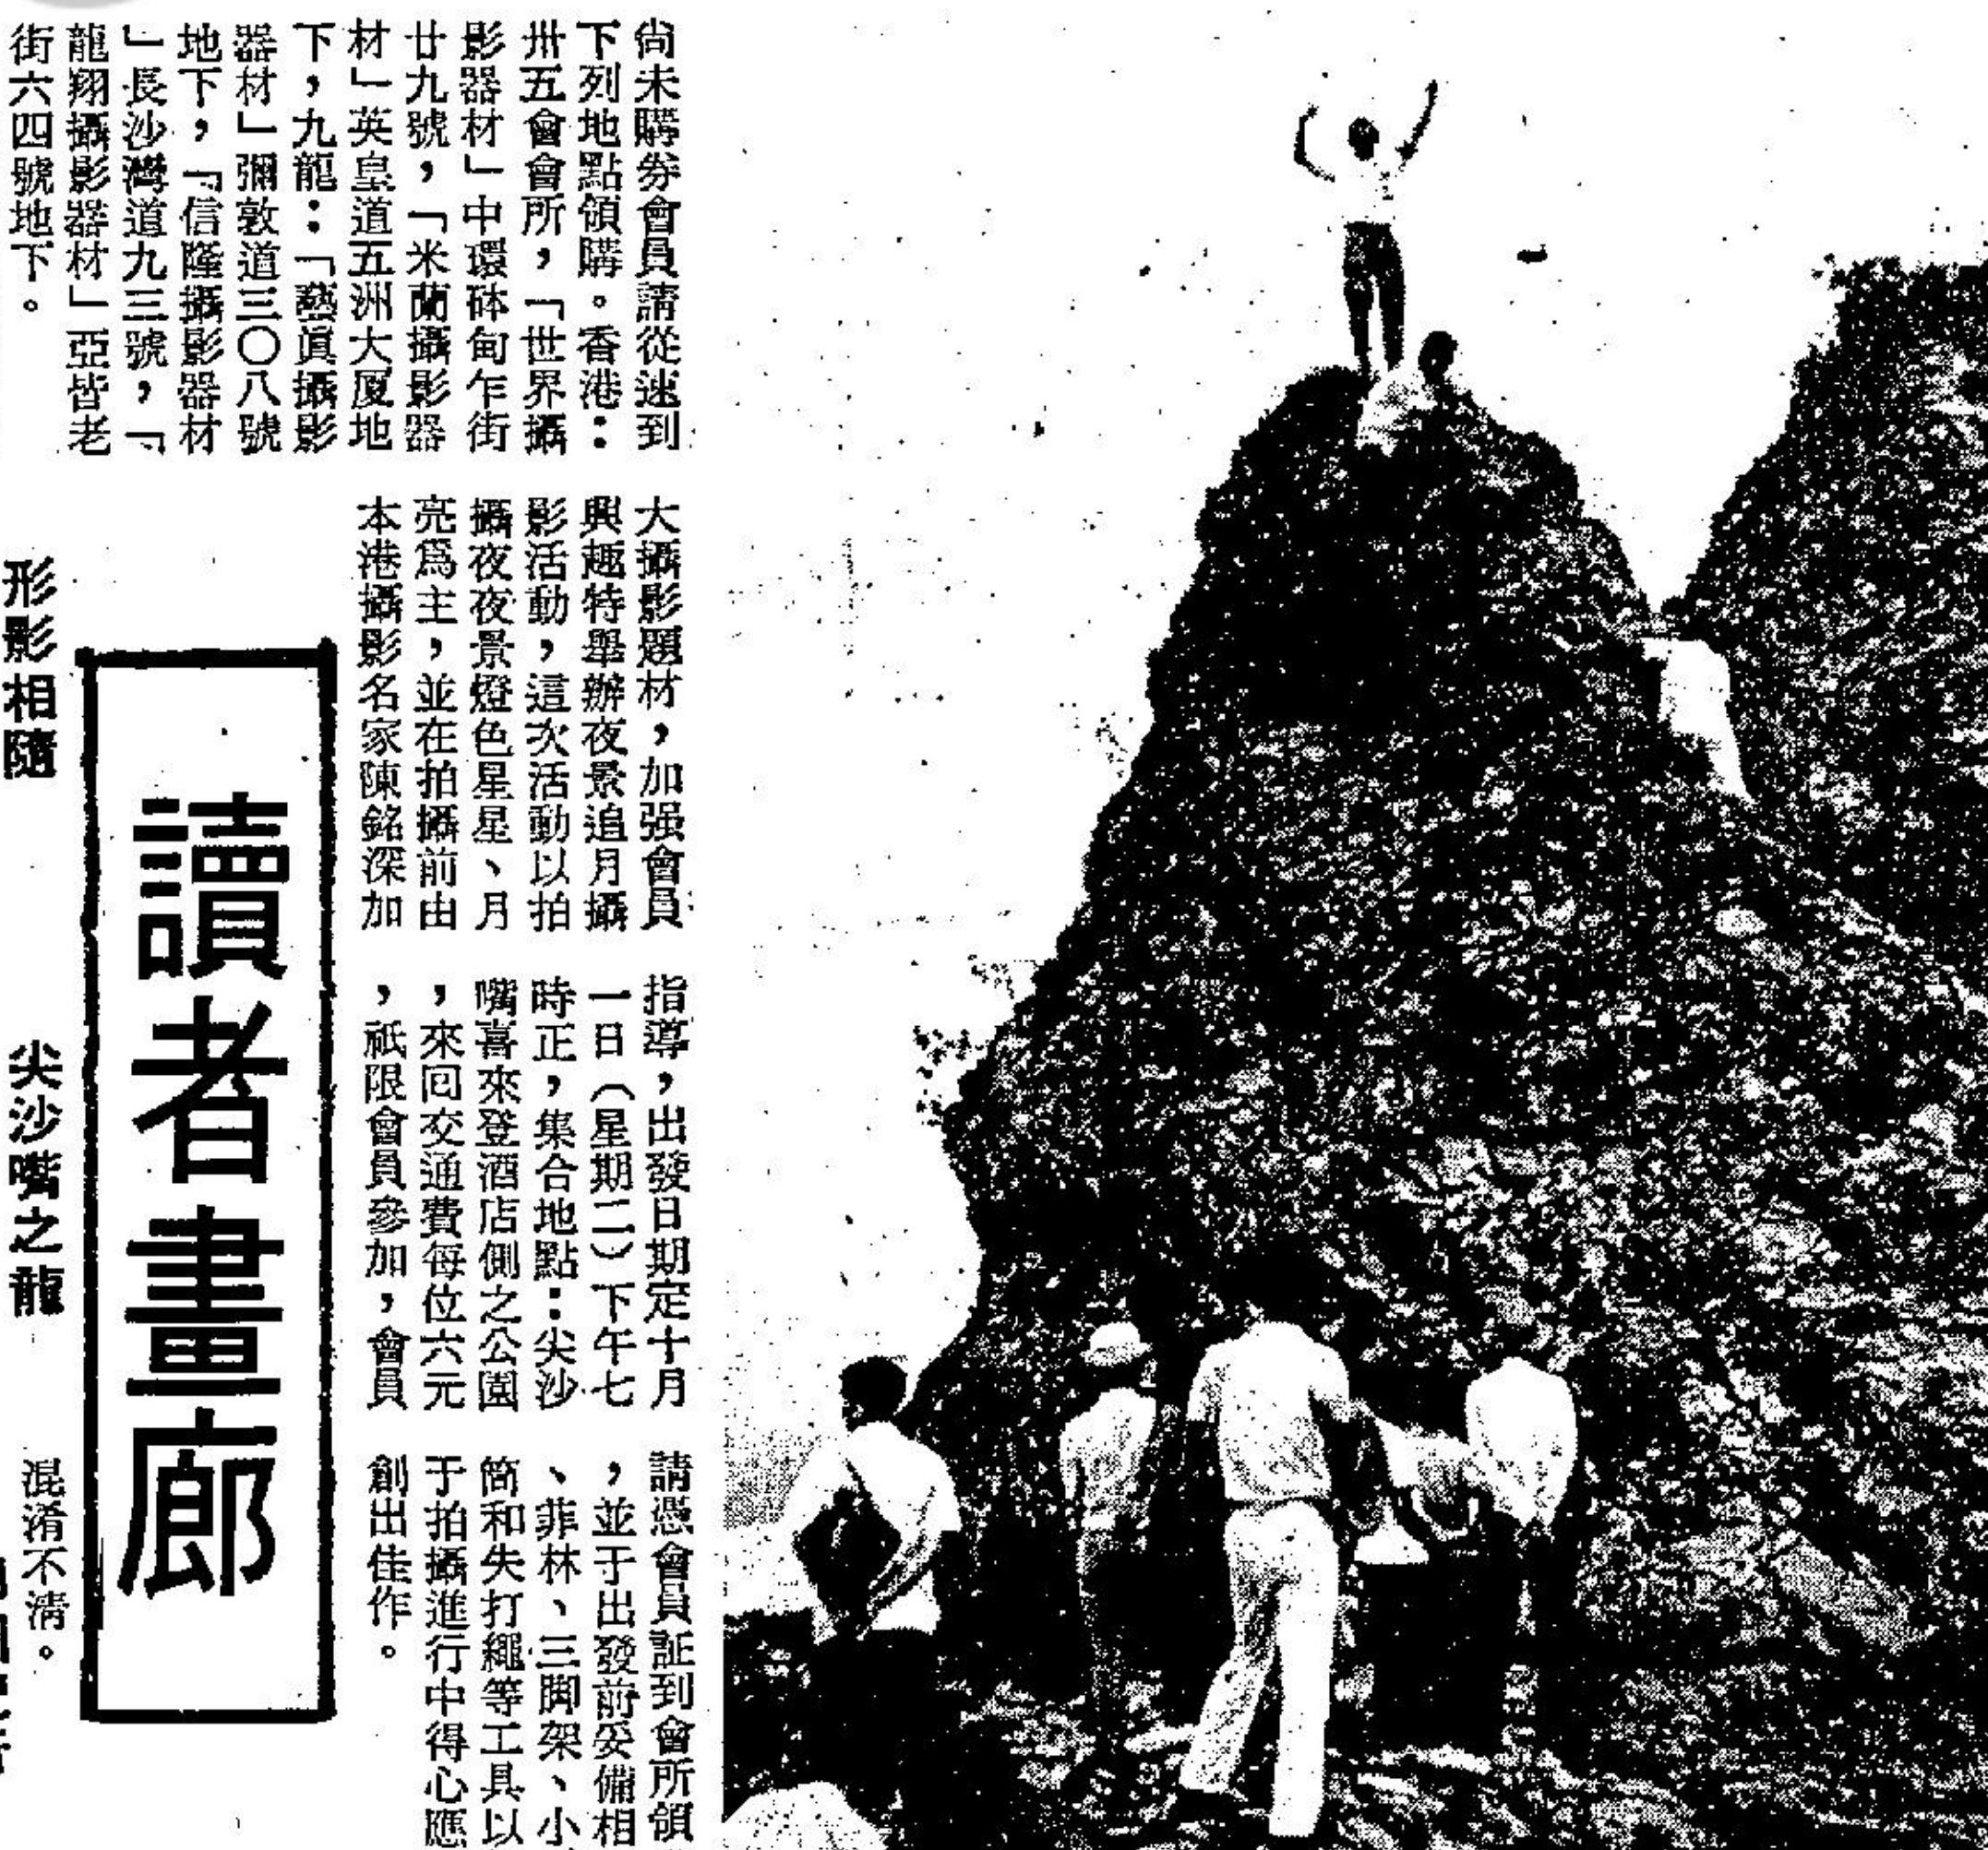 尙未購券會員請從速到
下列地點領購。香港：
卅五會會所，「世界攝
影器材」中環砵甸乍街
廿九號，「米蘭攝影器
材」英皇道五洲大厦地
下，九龍：「藝眞攝影
器材」彌敦道三〇八號
地下，「信隆攝影器材
」長沙灣道九三號，「
龍翔攝影器材」亞皆老
街六四號地下。
大攝影題材，加强會員
興趣特舉辦夜景追月攝
影活動，這次活動以拍
攝夜夜景燈色星星、月
亮爲主，並在拍攝前由
本港攝影名家陳銘深加
指導，出發日期定十月
一日（星期二）下午七
時正，集合地點：尖沙
嘴喜來登酒店側之公園
，來回交通費每位六元
，祇限會員參加，會員
請憑會員証到會所領
，並于出發前妥備相
、菲林、三脚架、小
筒和失打繩等工具以
于拍攝進行中得心應
創出佳作。
讀者畫廊
形影相隨
尖沙嘴之龍
混淆不清。